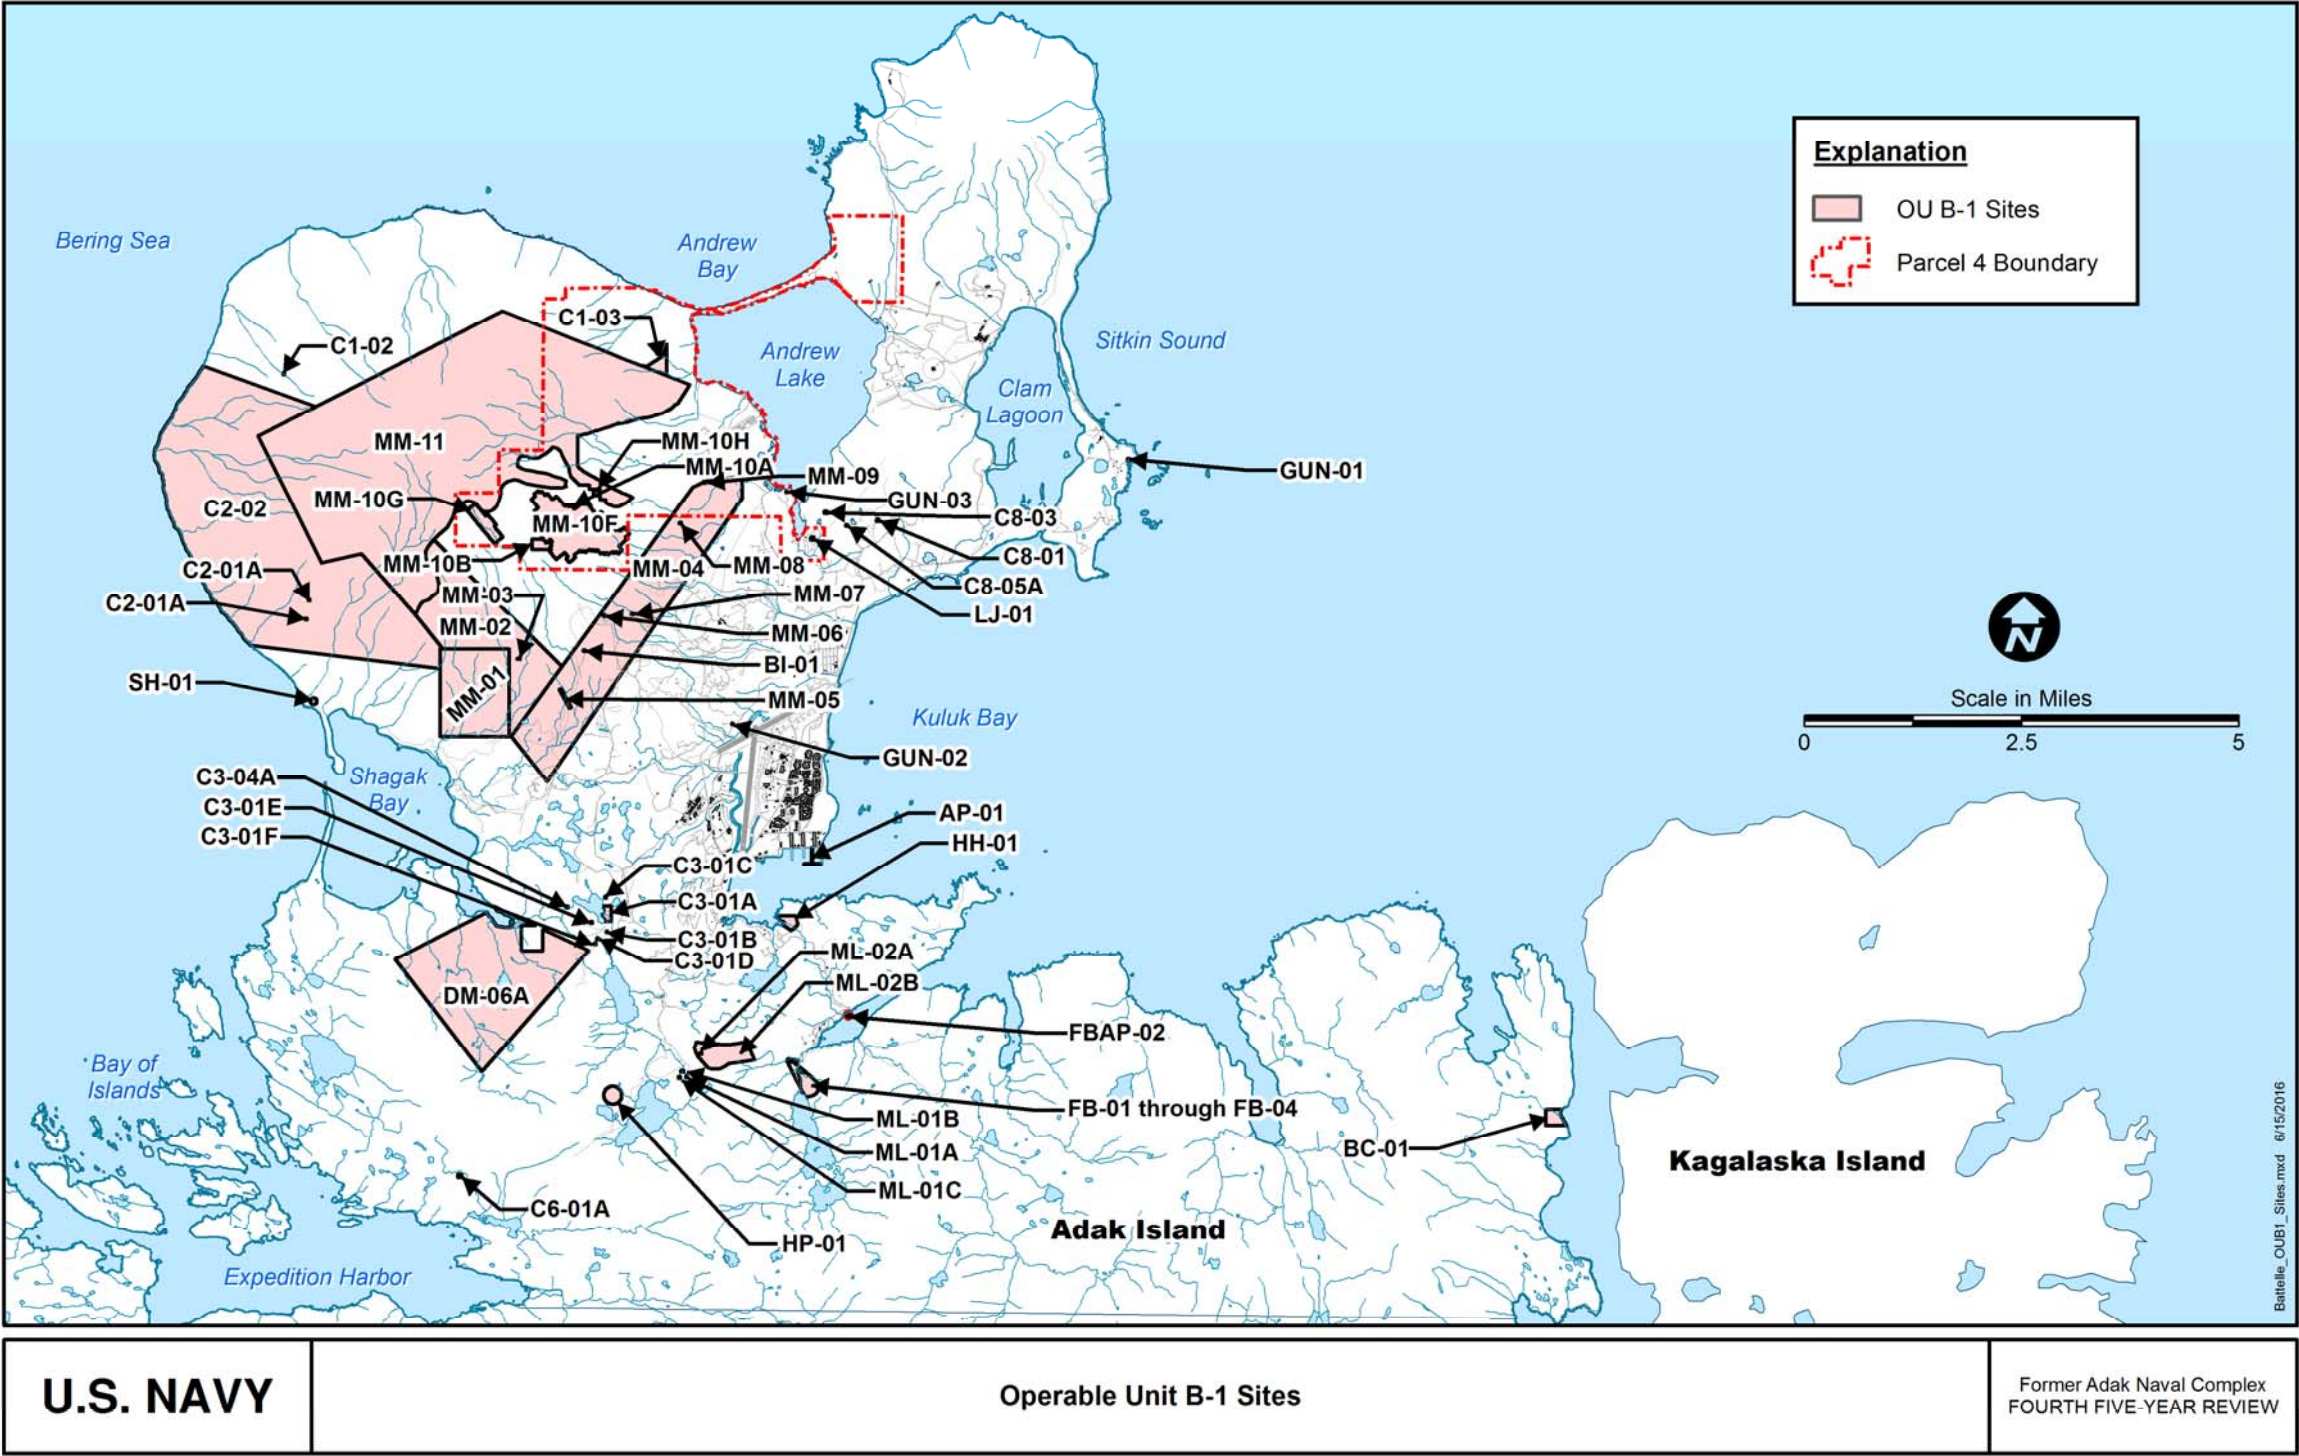 Explanation
OU B-1 Sites
Parcel 4 Boundary
Bering Sea
Andrew
Bay
C1-03
C1-02
Andrew
Lake
Sitkin Sound
Clam
Lagoon
MM-11
MM-10H
MM-10A
MM-09
GUN-01
MM-10G
GUN-03
C2-02
C8-03
MM-10F
C8-01
MM-10B
MM-04
MM-08
C2-01A
C8-05A
C2-01A
MM-03
MM-07
LJ-01
MM-02
MM-06
BI-01
SH-01
MM-01
MM-05
Kuluk Bay
GUN-02
Scale in Miles
0
2.5
5
Shagak
Bay
C3-04A
C3-01E
C3-01F
AP-01
HH-01
C3-01C
C3-01A
C3-01B
C3-01D
ML-02A
ML-02B
DM-06A
FBAP-02
Bay of
Islands
FB-01 through FB-04
ML-01B
ML-01A
ML-01C
BC-01
Kagalaska Island
C6-01A
HP-01
Adak Island
Expedition Harbor
N
Battelle_OUB1_Sites.mxd 6/15/2016
U.S. NAVY
Operable Unit B-1 Sites
Former Adak Naval Complex
FOURTH FIVE-YEAR REVIEW